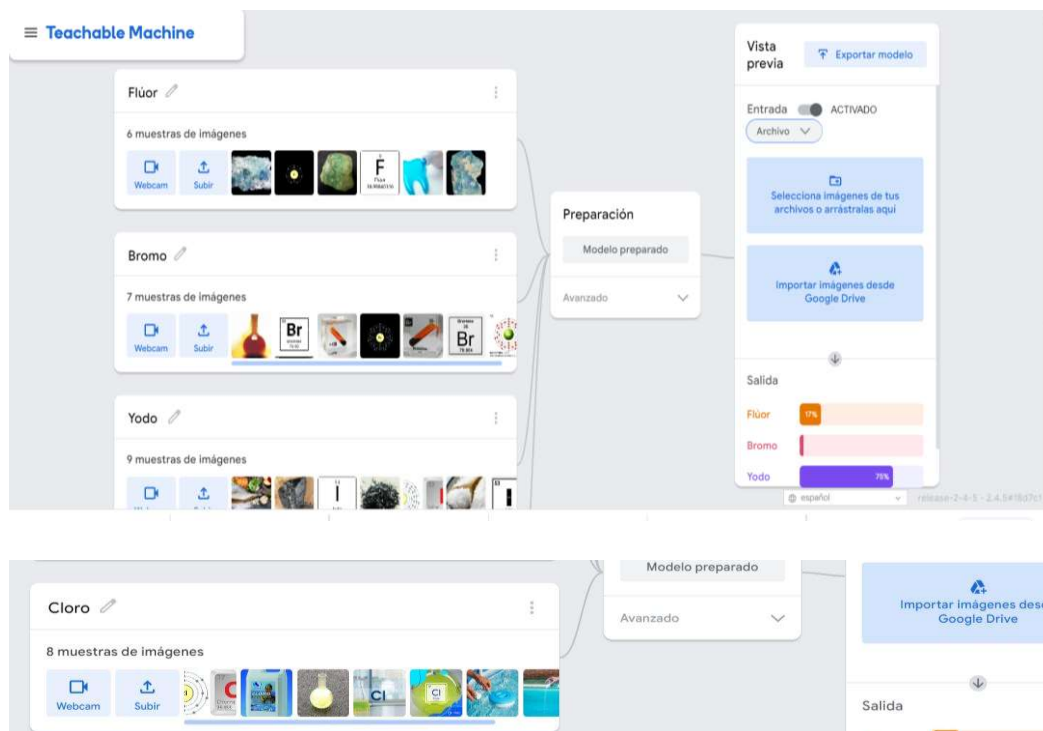 Teachable Machine
Flúor
6 muestras de imágenes
Webcam
Subir
F
Bromo
7 muestras de imágenes
Webcam
Subir
Br
Br
Yodo
9 muestras de imágenes
I
Preparación
Modelo preparado
Avanzado
Vista previa
Exportar modelo
Entrada
ACTIVADO
Archivo
Selecciona imágenes de tus
archivos o arrástralas aquí
Importar imágenes desde
Google Drive
Salida
Flúor
17%
Bromo
Yodo
75%
español
Cloro
8 muestras de imágenes
Webcam
Subir
Cl
Cl
Modelo preparado
Avanzado
Importar imágenes des
Google Drive
Salida